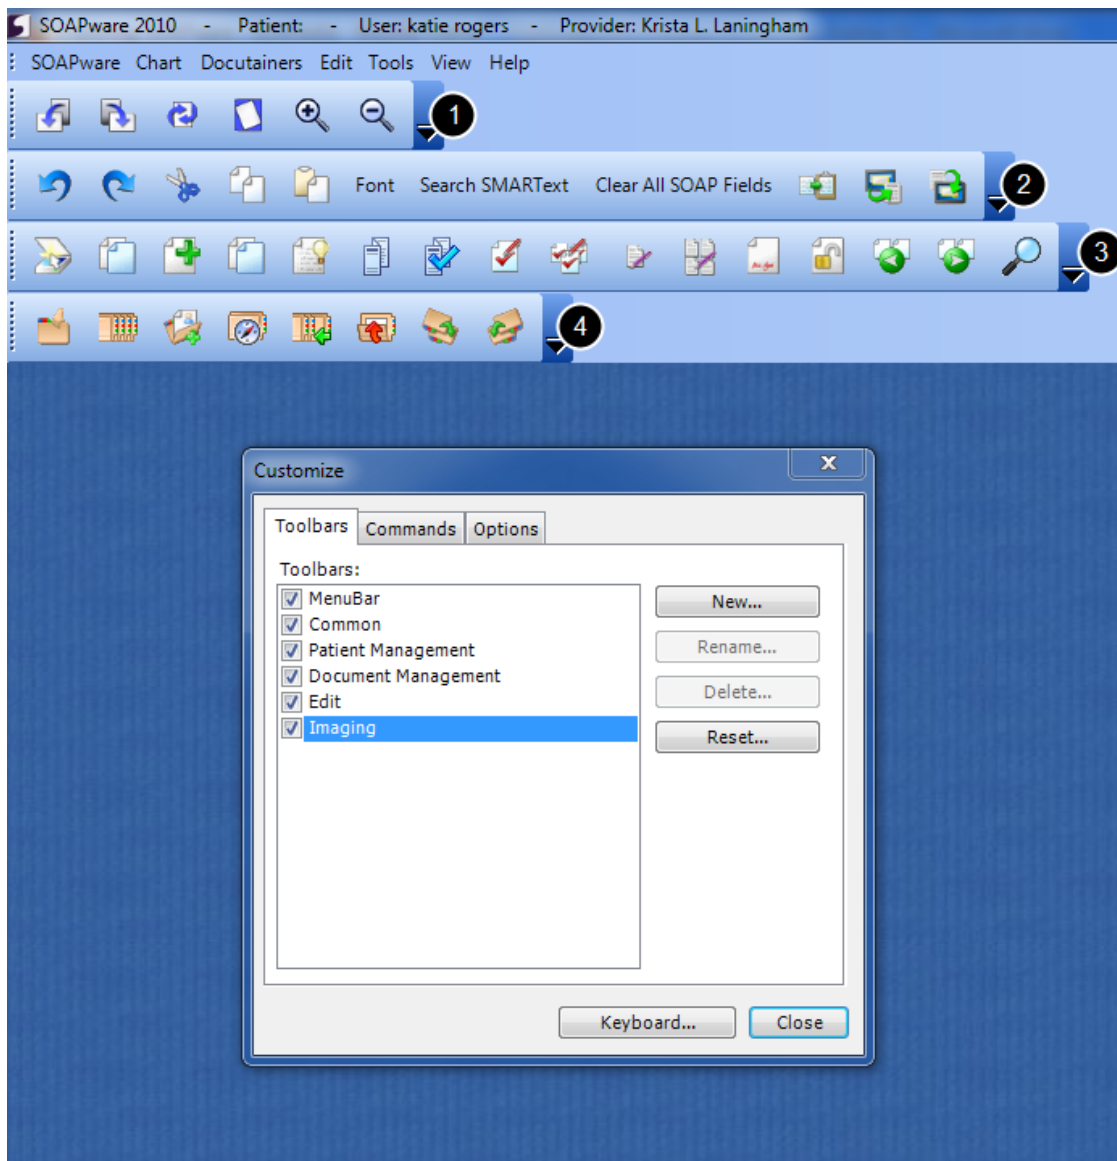 SOAPware 2010 - Patient: - User: katie rogers - Provider: Krista L. Laningham
SOAPware Chart Docutainers Edit Tools View Help
1
Font Search SMARText Clear All SOAP Fields 2
3
4
Customize
Toolbars Commands Options
Toolbars:
MenuBar New...
Common
Patient Management Rename...
Document Management Delete...
Edit
Imaging Reset...
Keyboard... Close